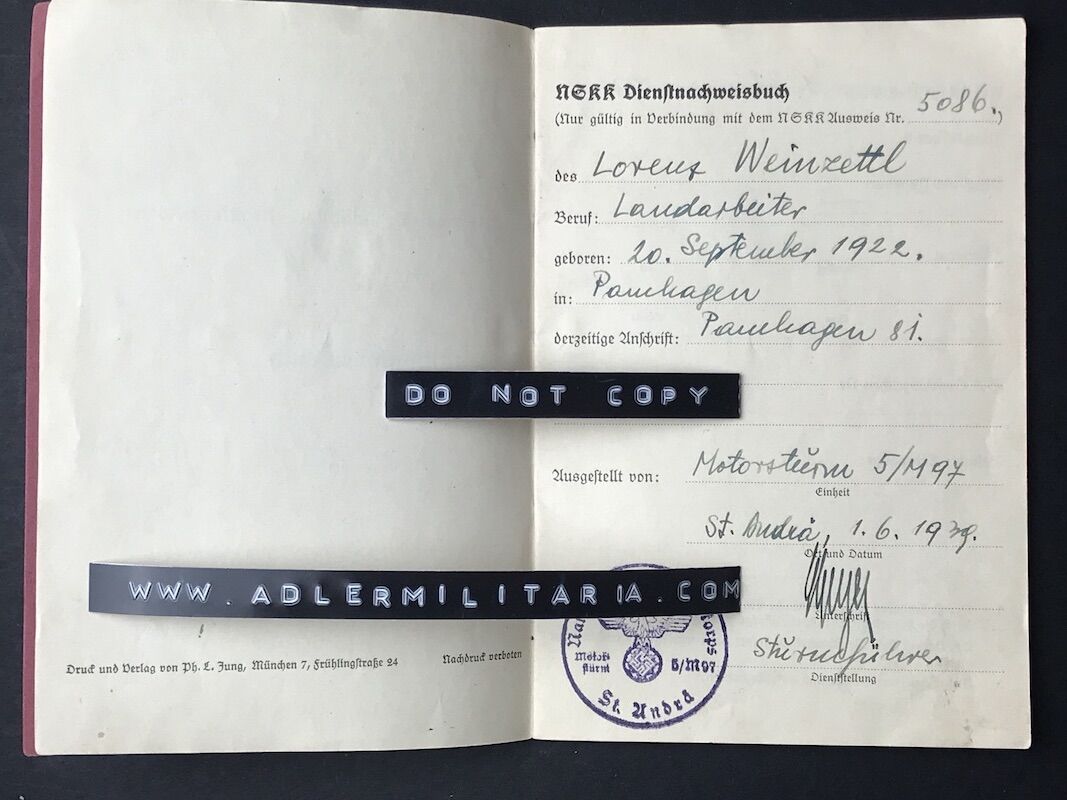 NSKK Dienstnachweisbuch
(Nur gültig in Verbindung mit dem NSKK Ausweis Nr. 5086.)
des Lorenz Weinzettl
Beruf: Landarbeiter
geboren: 20. September 1922.
in: Pamhagen
derzeitige Anschrift: Pamhagen 81.
DO NOT COPY
Ausgestellt von: Motorsturm 5/M97
Einheit
St. Andrä, 1.6.1939.
Ort und Datum
WWW.ADLERMILITARIA.COM
Unterschrift
Sturmführer
Dienststellung
Motor-
sturm 5/M97
St. Andrä
Druck und Verlag von Ph. L. Jung, München 7, Frühlingstraße 24
Nachdruck verboten